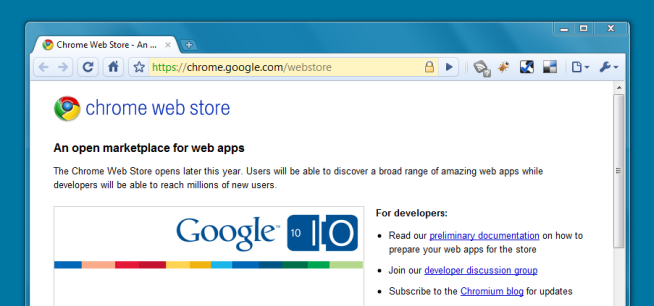 Chrome Web Store - An ...
https://chrome.google.com/webstore
chrome web store
An open marketplace for web apps
The Chrome Web Store opens later this year. Users will be able to discover a broad range of amazing web apps while
developers will be able to reach millions of new users.
Google 10 IO
For developers:
Read our preliminary documentation on how to
prepare your web apps for the store
Join our developer discussion group
Subscribe to the Chromium blog for updates